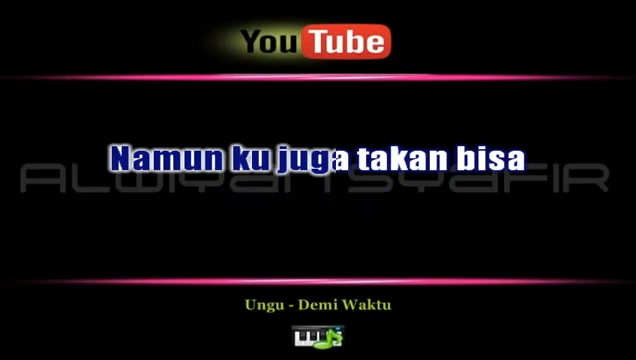 YouTube
Namun ku juga takan bisa
ALWIYAN SYAFIR
Ungu - Demi Waktu